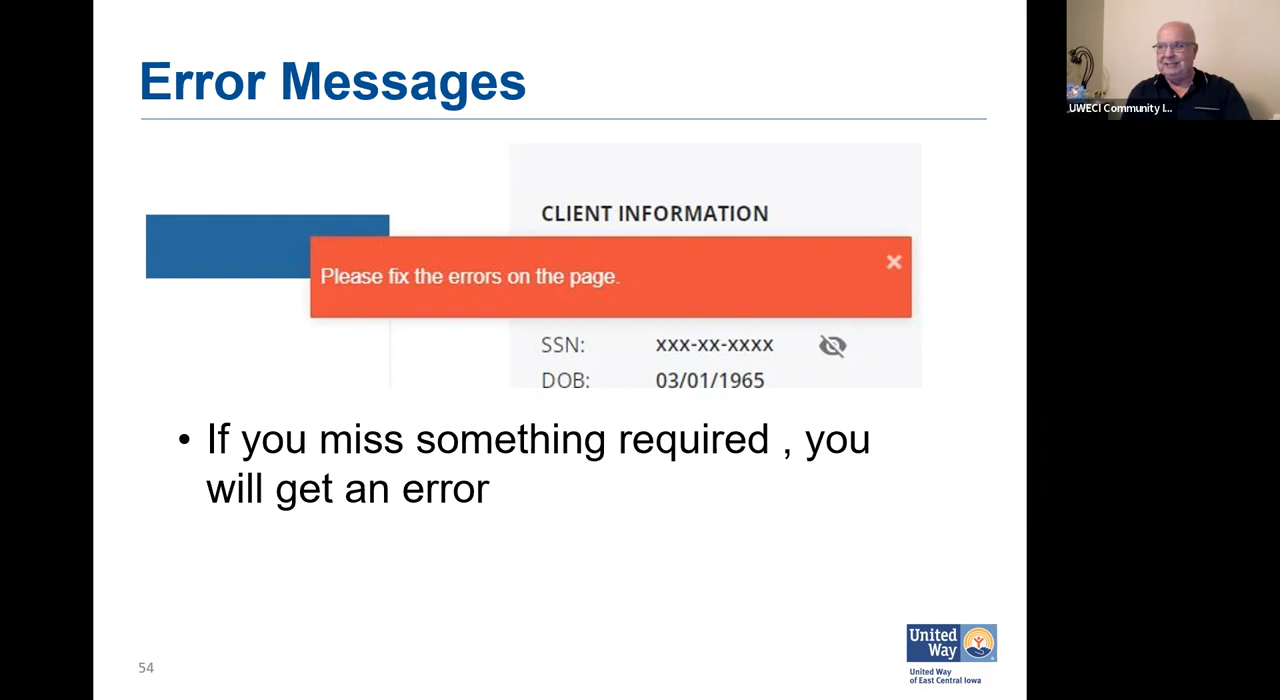 Error Messages
CLIENT INFORMATION
Please fix the errors on the page.
SSN: xxx-xx-xxxx
DOB: 03/01/1965
• If you miss something required , you
will get an error
54
United
Way
United Way
of East Central Iowa
UWECI Community I...